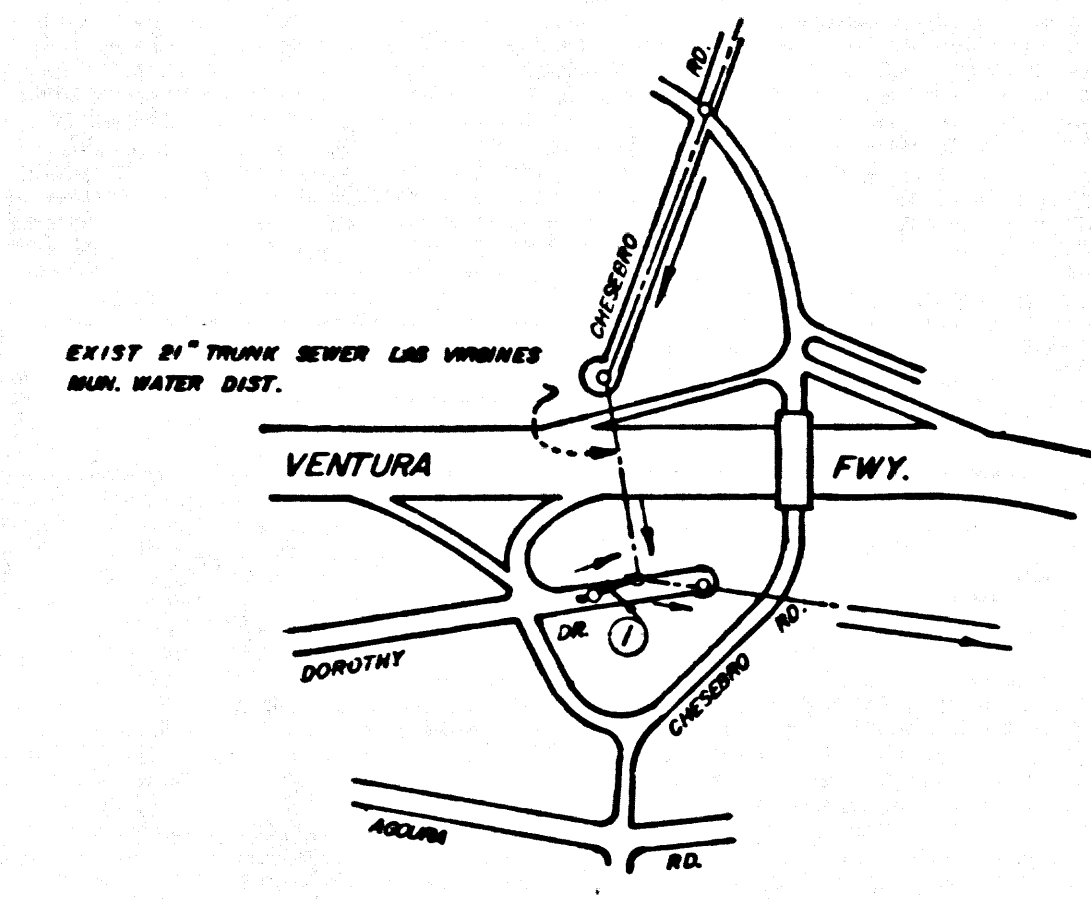 RD.
CHESEBRO
EXIST 21" TRUNK SEWER LAS VIRGINES
MUN. WATER DIST.
VENTURA FWY.
DR.
1
RD.
DOROTHY
CHESEBRO
AGOURA
RD.